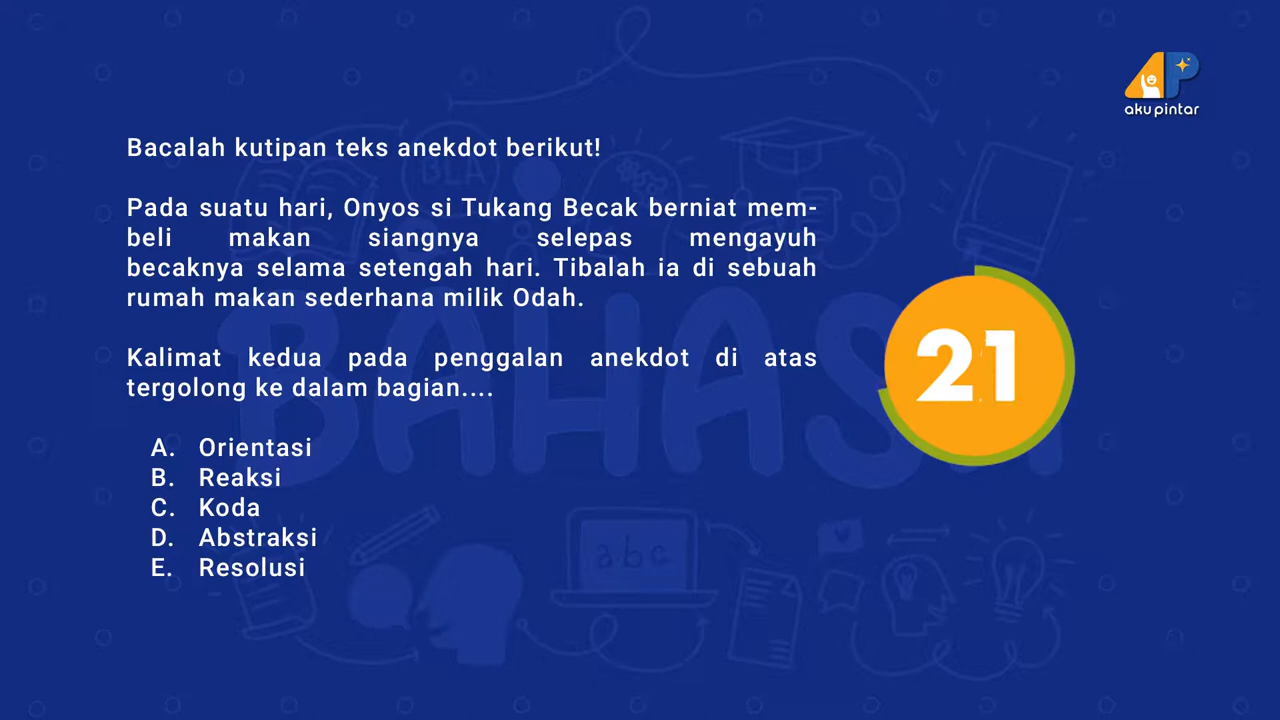 aku pintar
Bacalah kutipan teks anekdot berikut!
Pada suatu hari, Onyos si Tukang Becak berniat mem-
beli makan siangnya selepas mengayuh
becaknya selama setengah hari. Tibalah ia di sebuah
rumah makan sederhana milik Odah.
Kalimat kedua pada penggalan anekdot di atas
tergolong ke dalam bagian....
A. Orientasi
B. Reaksi
C. Koda
D. Abstraksi
E. Resolusi
21
BLA
BAHASA
abc